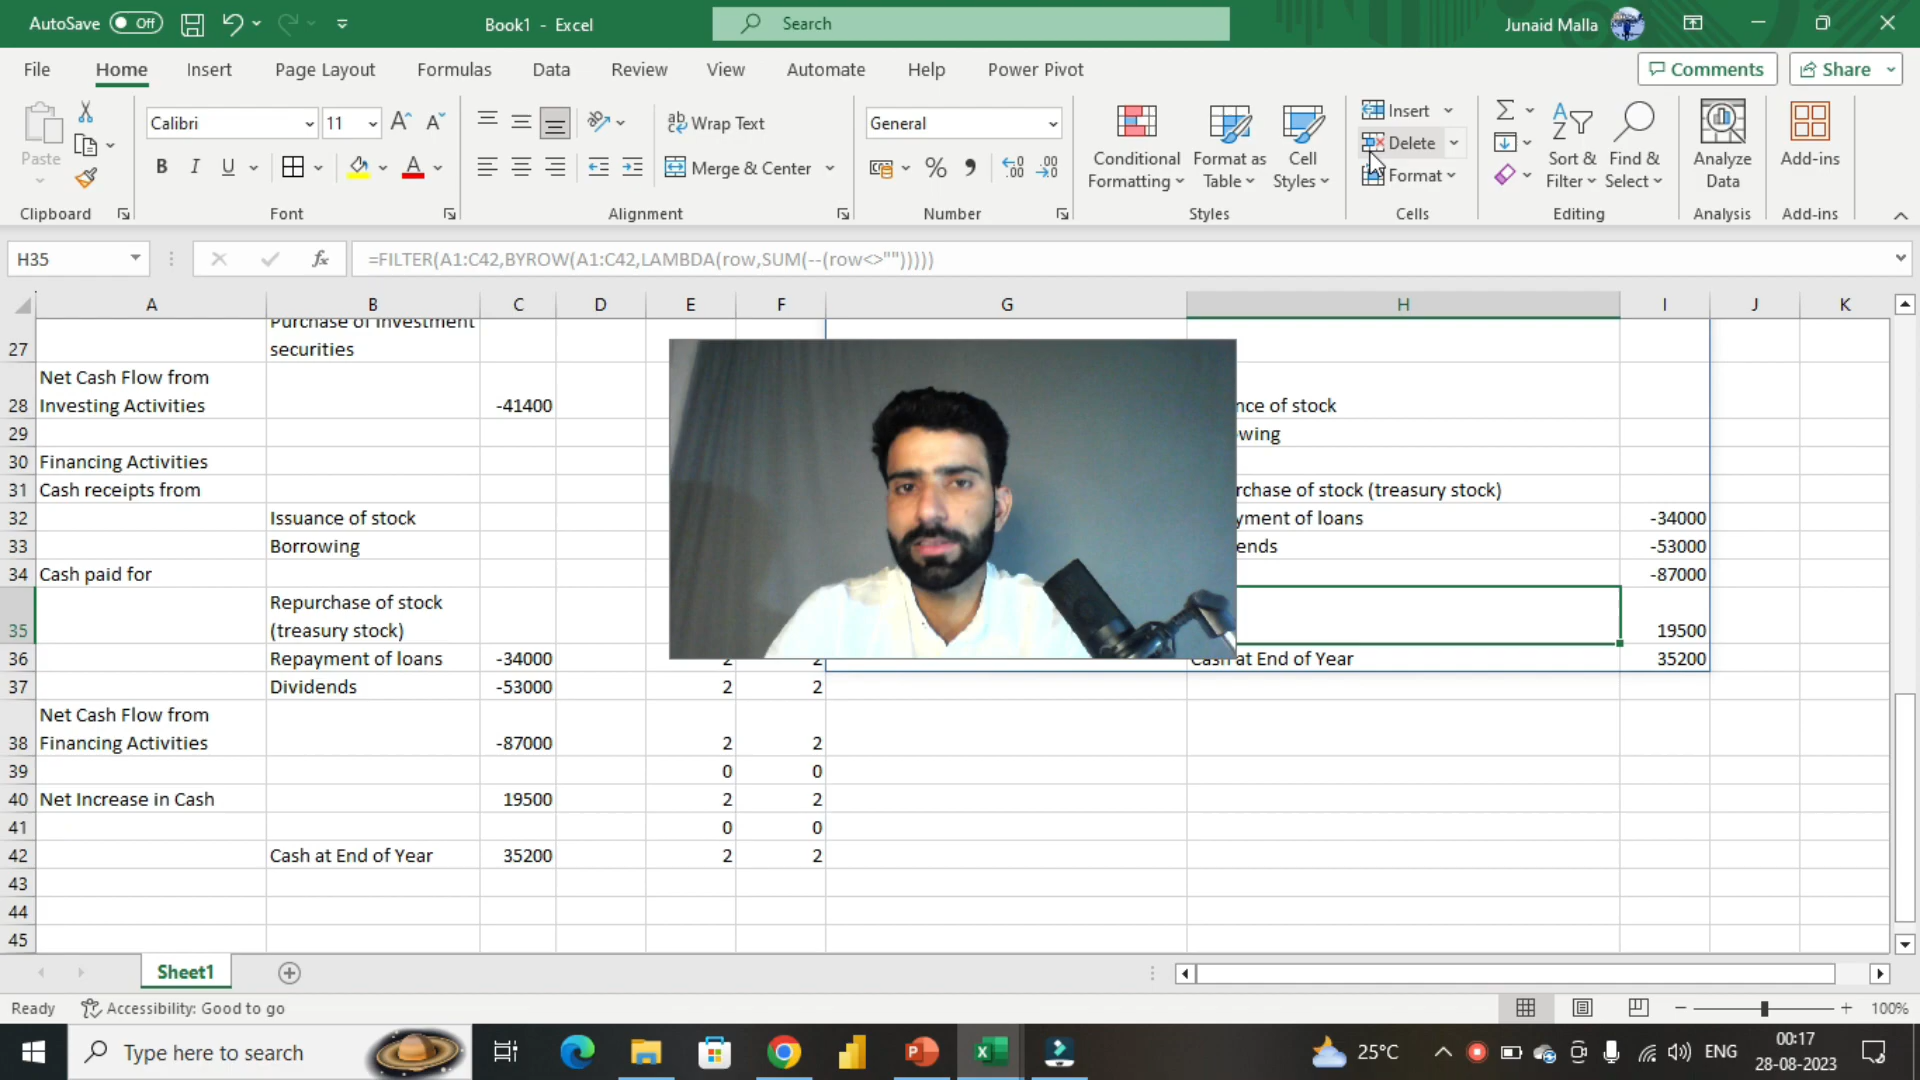 AutoSave Off Book1 - Excel Search Junaid Malla
File Home Insert Page Layout Formulas Data Review View Automate Help Power Pivot Comments Share
Paste
Calibri 11
B I U
Wrap Text
Merge & Center
General
%
Conditional Formatting
Format as Table
Cell Styles
Insert
Delete
Format
Sort & Filter
Find & Select
Analyze Data
Add-ins
Clipboard Font Alignment Number Styles Cells Editing Analysis Add-ins
H35 fx =FILTER(A1:C42,BYROW(A1:C42,LAMBDA(row,SUM(--(row<>"")))))
A B C D E F G H I J K
Purchase of Investment
27 securities
Net Cash Flow from
28 Investing Activities -41400 nce of stock
29 wing
30 Financing Activities
31 Cash receipts from rchase of stock (treasury stock)
32 Issuance of stock yment of loans -34000
33 Borrowing ends -53000
34 Cash paid for -87000
Repurchase of stock
35 (treasury stock) 19500
36 Repayment of loans -34000 2 2 Cash at End of Year 35200
37 Dividends -53000 2 2
Net Cash Flow from
38 Financing Activities -87000 2 2
39 0 0
40 Net Increase in Cash 19500 2 2
41 0 0
42 Cash at End of Year 35200 2 2
43
44
45
Sheet1
Ready Accessibility: Good to go 100%
Type here to search 25°C ENG 00:17
28-08-2023